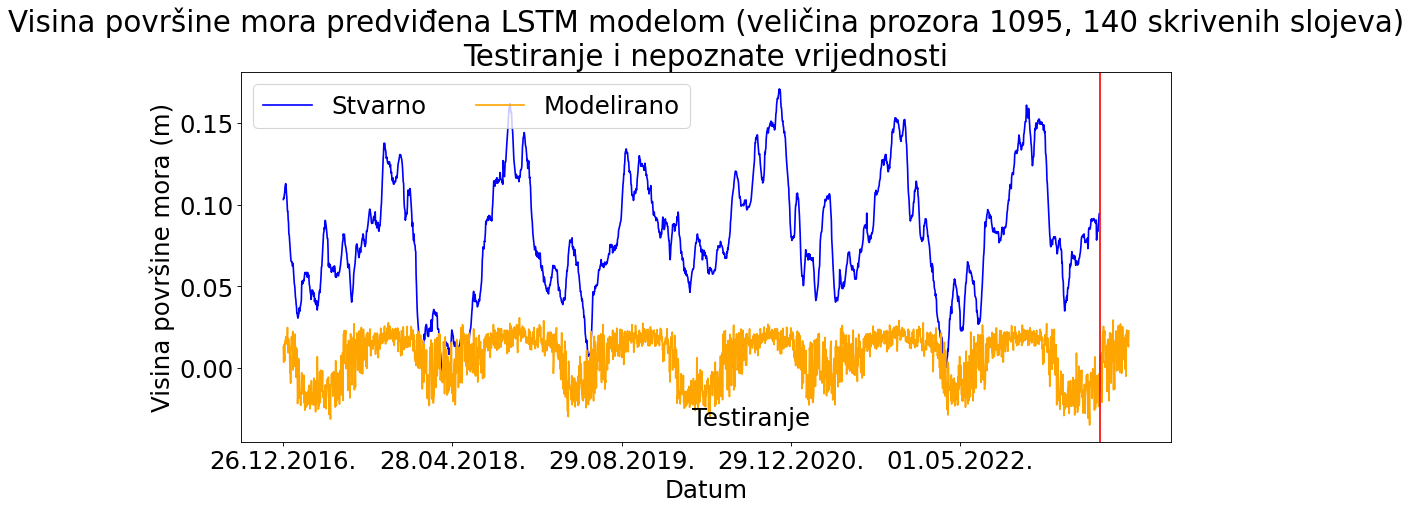 Visina površine mora predviđena LSTM modelom (veličina prozora 1095, 140 skrivenih slojeva)
Testiranje i nepoznate vrijednosti
Stvarno Modelirano
Visina površine mora (m)
0.15
0.10
0.05
0.00
Testiranje
26.12.2016. 28.04.2018. 29.08.2019. 29.12.2020. 01.05.2022.
Datum